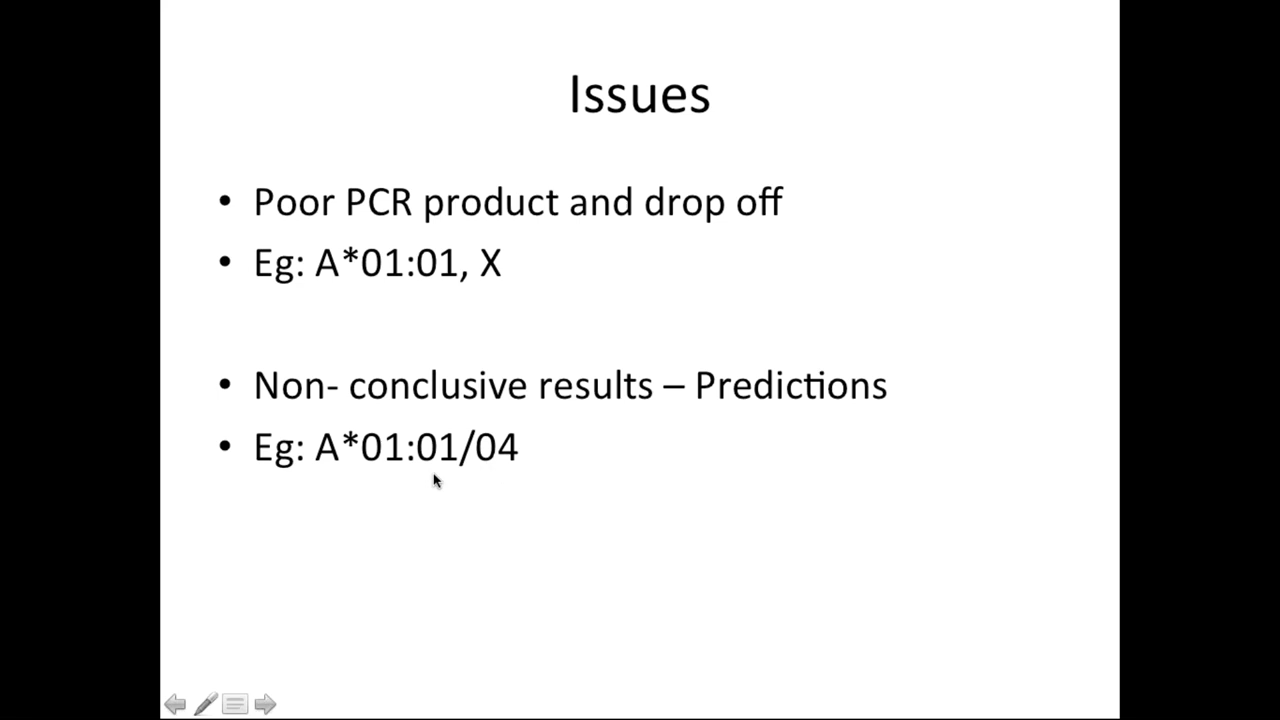 Issues
• Poor PCR product and drop off
• Eg: A*01:01, X
• Non- conclusive results – Predictions
• Eg: A*01:01/04